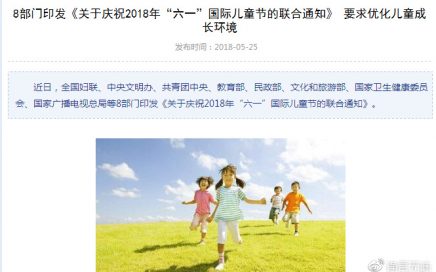 8部门印发《关于庆祝2018年“六一”国际儿童节的联合通知》 要求优化儿童成
长环境
发布时间：2018-05-25
近日，全国妇联、中央文明办、共青团中央、教育部、民政部、文化和旅游部、国家卫生健康委员
会、国家广播电视总局等8部门印发《关于庆祝2018年“六一”国际儿童节的联合通知》。